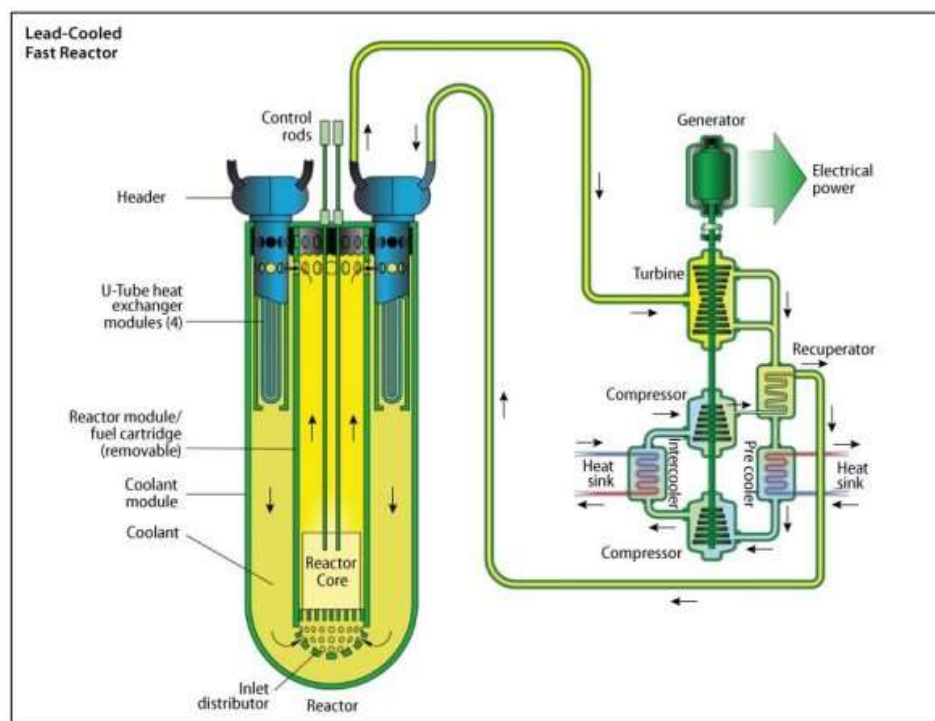 Lead-Cooled
Fast Reactor
Control
rods
Generator
Electrical
power
Header
Turbine
U-Tube heat
exchanger
modules (4)
Recuperator
Compressor
Reactor module/
fuel cartridge
(removable)
Heat
sink
Intercooler
Pre cooler
Heat
sink
Coolant
module
Coolant
Compressor
Reactor
Core
Inlet
distributor
Reactor